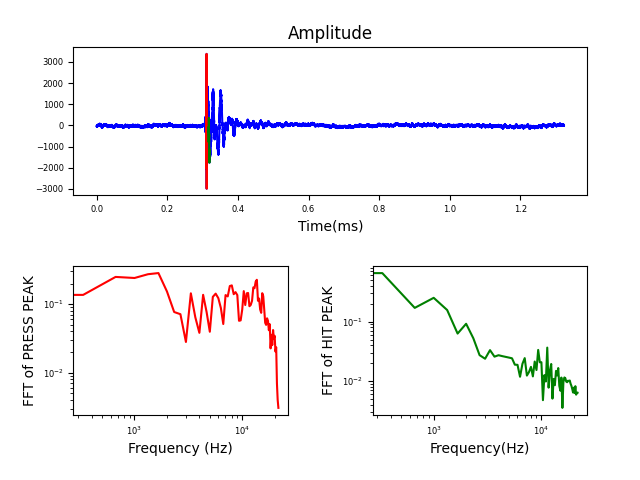 Amplitude
3000
2000
1000
0
−1000
−2000
−3000
0.0 0.2 0.4 0.6 0.8 1.0 1.2
Time(ms)
FFT of PRESS PEAK
10⁻¹
10⁻²
10³ 10⁴
Frequency (Hz)
FFT of HIT PEAK
10⁻¹
10⁻²
10³ 10⁴
Frequency(Hz)